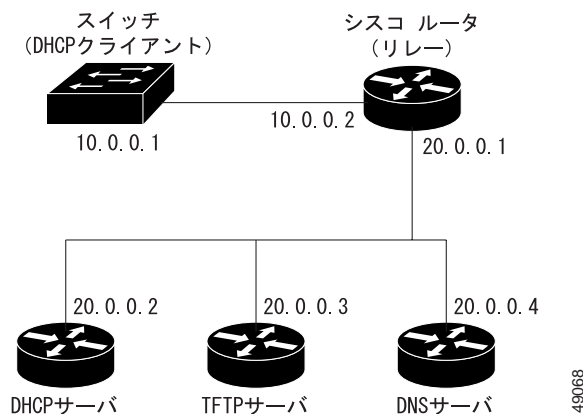 スイッチ
(DHCPクライアント)
シスコ ルータ
(リレー)
10.0.0.1
10.0.0.2
20.0.0.1
20.0.0.2
20.0.0.3
20.0.0.4
DHCPサーバ
TFTPサーバ
DNSサーバ
49068